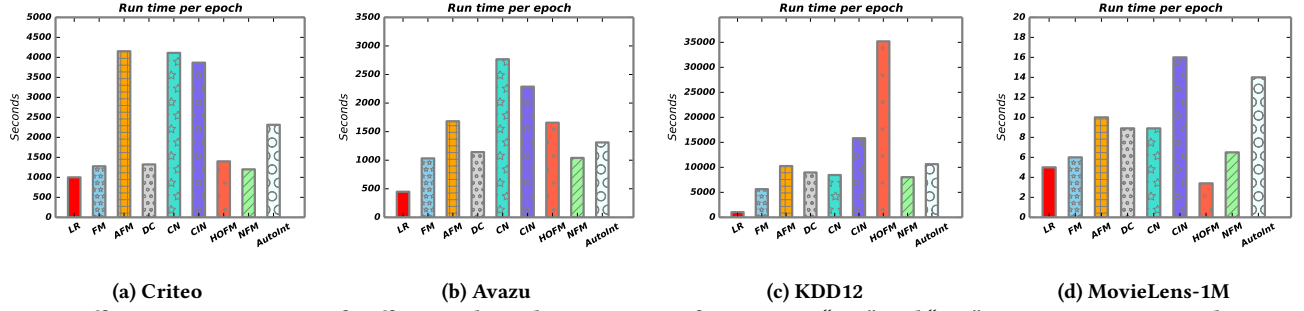 Run time per epoch
Seconds
5000
4500
4000
3500
3000
2500
2000
1500
1000
500
0
LR FM AFM DC CN CIN HOFM NFM AutoInt
(a) Criteo
Run time per epoch
Seconds
3500
3000
2500
2000
1500
1000
500
0
LR FM AFM DC CN CIN HOFM NFM AutoInt
(b) Avazu
Run time per epoch
Seconds
35000
30000
25000
20000
15000
10000
5000
0
LR FM AFM DC CN CIN HOFM NFM AutoInt
(c) KDD12
Run time per epoch
Seconds
20
18
16
14
12
10
8
6
4
2
0
LR FM AFM DC CN CIN HOFM NFM AutoInt
(d) MovieLens-1M